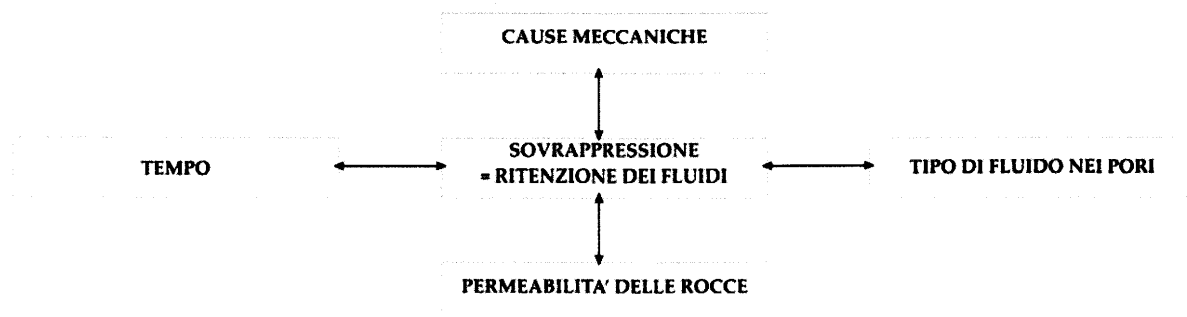 CAUSE MECCANICHE
TEMPO
SOVRAPPRESSIONE
= RITENZIONE DEI FLUIDI
TIPO DI FLUIDO NEI PORI
PERMEABILITA' DELLE ROCCE